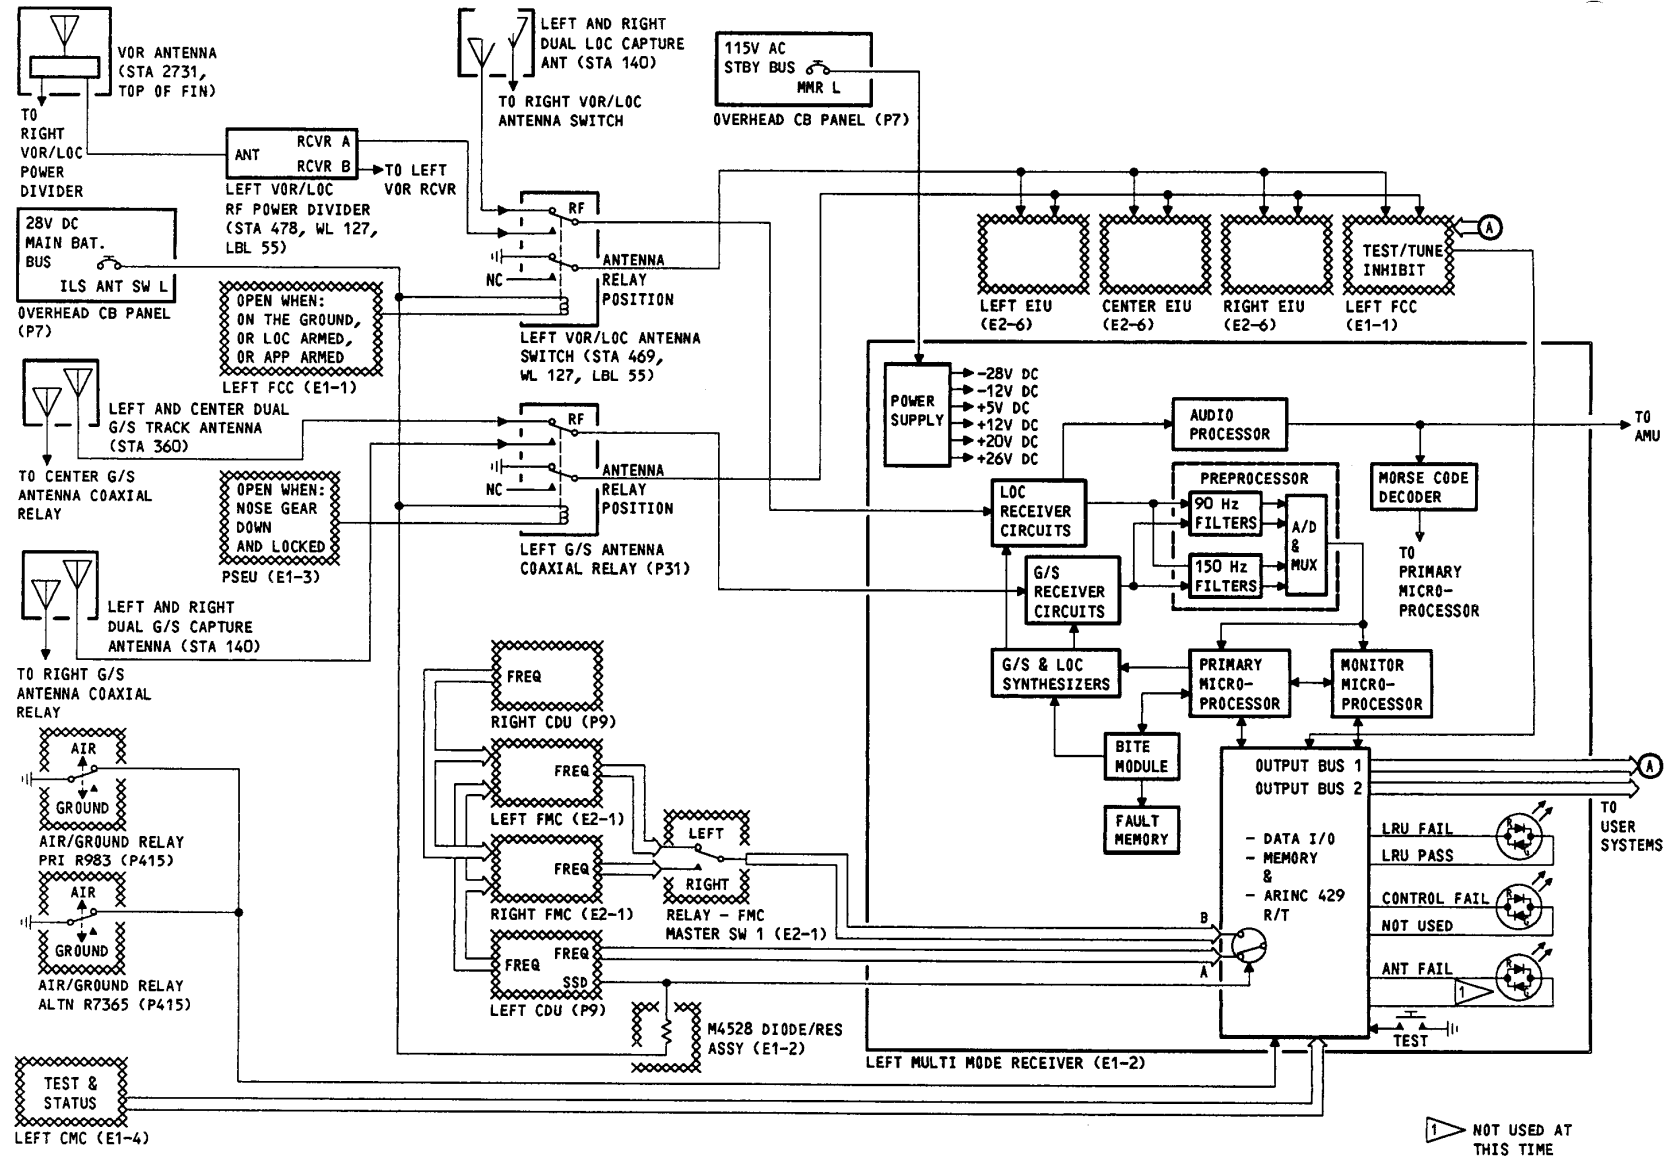 VOR ANTENNA
(STA 2731,
TOP OF FIN)
TO
RIGHT
VOR/LOC
POWER
DIVIDER
LEFT AND RIGHT
DUAL LOC CAPTURE
ANT (STA 140)
TO RIGHT VOR/LOC
ANTENNA SWITCH
115V AC
STBY BUS
MMR L
OVERHEAD CB PANEL (P7)
ANT
RCVR A
RCVR B
TO LEFT
VOR RCVR
LEFT VOR/LOC
RF POWER DIVIDER
(STA 478, WL 127,
LBL 55)
28V DC
MAIN BAT.
BUS
ILS ANT SW L
OVERHEAD CB PANEL
(P7)
OPEN WHEN:
ON THE GROUND,
OR LOC ARMED,
OR APP ARMED
LEFT FCC (E1-1)
RF
NC
ANTENNA
RELAY
POSITION
LEFT VOR/LOC ANTENNA
SWITCH (STA 469,
WL 127, LBL 55)
LEFT EIU
(E2-6)
CENTER EIU
(E2-6)
RIGHT EIU
(E2-6)
TEST/TUNE
INHIBIT
LEFT FCC
(E1-1)
A
LEFT AND CENTER DUAL
G/S TRACK ANTENNA
(STA 360)
TO CENTER G/S
ANTENNA COAXIAL
RELAY
OPEN WHEN:
NOSE GEAR
DOWN
AND LOCKED
PSEU (E1-3)
RF
NC
ANTENNA
RELAY
POSITION
LEFT G/S ANTENNA
COAXIAL RELAY (P31)
LEFT AND RIGHT
DUAL G/S CAPTURE
ANTENNA (STA 140)
TO RIGHT G/S
ANTENNA COAXIAL
RELAY
POWER
SUPPLY
-28V DC
-12V DC
+5V DC
+12V DC
+20V DC
+26V DC
AUDIO
PROCESSOR
TO
AMU
MORSE CODE
DECODER
TO
PRIMARY
MICRO-
PROCESSOR
LOC
RECEIVER
CIRCUITS
G/S
RECEIVER
CIRCUITS
PREPROCESSOR
90 Hz
FILTERS
150 Hz
FILTERS
A/D
&
MUX
G/S & LOC
SYNTHESIZERS
PRIMARY
MICRO-
PROCESSOR
MONITOR
MICRO-
PROCESSOR
BITE
MODULE
FAULT
MEMORY
OUTPUT BUS 1
OUTPUT BUS 2
- DATA I/O
- MEMORY
&
- ARINC 429
R/T
A
TO
USER
SYSTEMS
LRU FAIL
LRU PASS
R
G
CONTROL FAIL
NOT USED
R
G
ANT FAIL
1
R
G
TEST
LEFT MULTI MODE RECEIVER (E1-2)
AIR
GROUND
AIR/GROUND RELAY
PRI R983 (P415)
AIR
GROUND
AIR/GROUND RELAY
ALTN R7365 (P415)
FREQ
RIGHT CDU (P9)
FREQ
LEFT FMC (E2-1)
FREQ
RIGHT FMC (E2-1)
FREQ
FREQ
SSD
LEFT CDU (P9)
LEFT
RIGHT
RELAY - FMC
MASTER SW 1 (E2-1)
B
A
M4528 DIODE/RES
ASSY (E1-2)
TEST &
STATUS
LEFT CMC (E1-4)
1
NOT USED AT
THIS TIME